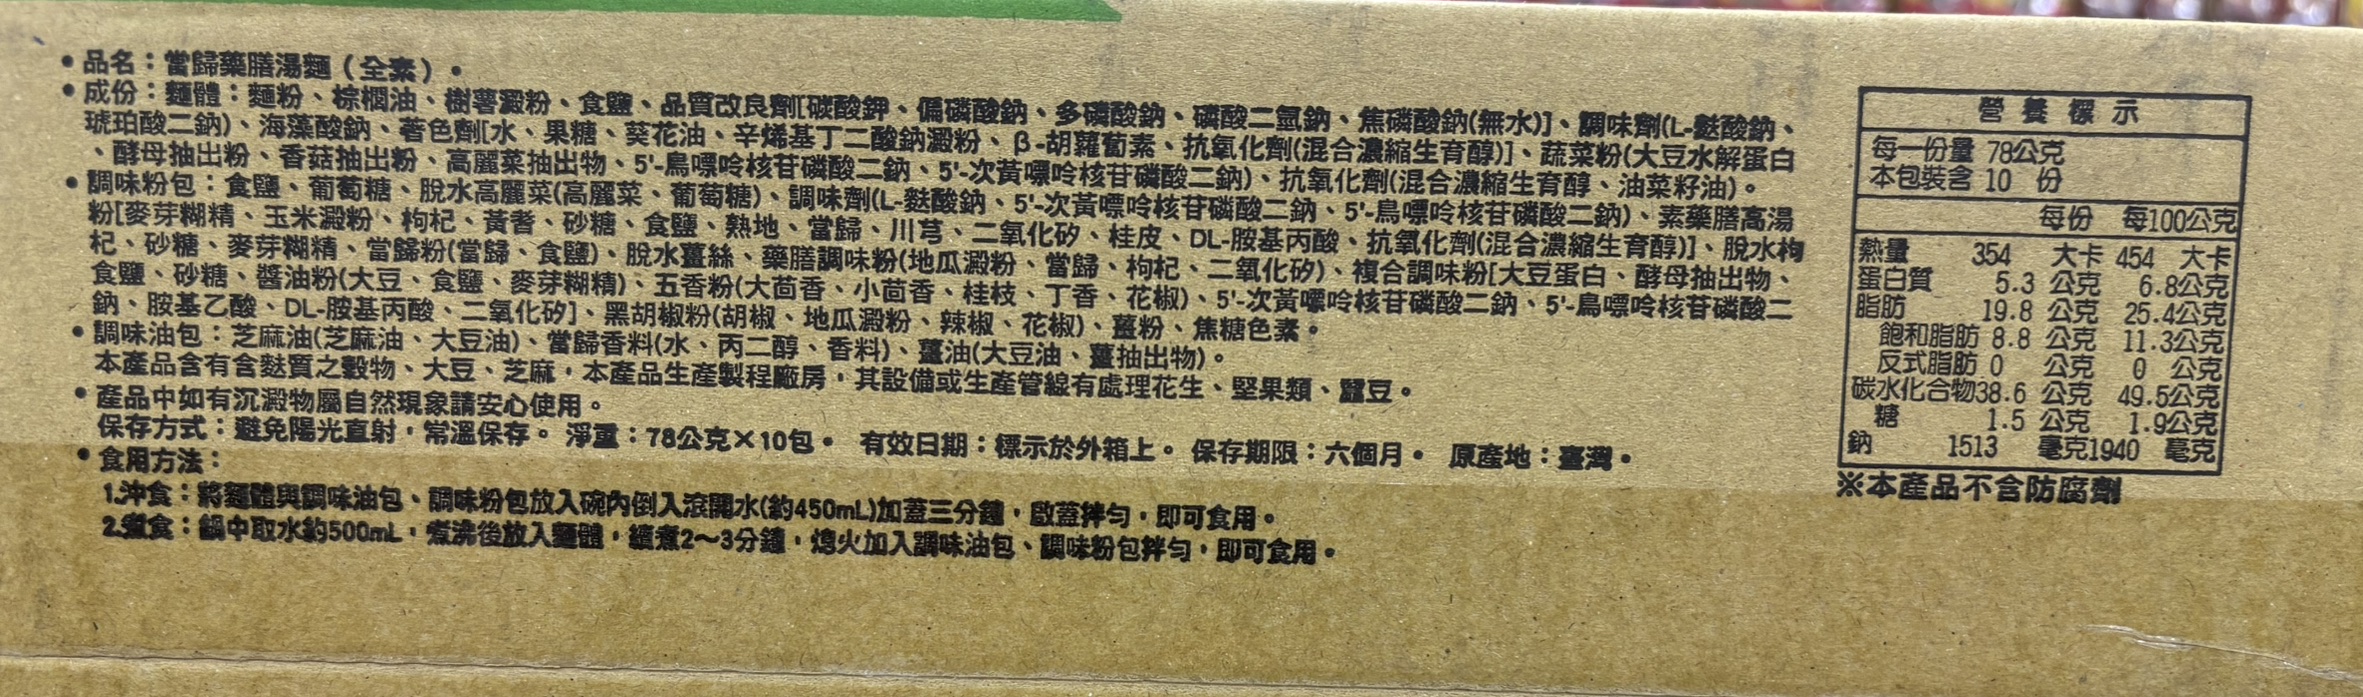 • 品名：當歸藥膳湯麵（全素）。
• 成份：麵體：麵粉、棕櫚油、樹薯澱粉、食鹽、品質改良劑[碳酸鉀、偏磷酸鈉、多磷酸鈉、磷酸二氫鈉、焦磷酸鈉(無水)]、調味劑(L-麩酸鈉、
琥珀酸二鈉)、海藻酸鈉、著色劑[水、果糖、葵花油、辛烯基丁二酸鈉澱粉、β-胡蘿蔔素、抗氧化劑(混合濃縮生育醇)]、蔬菜粉(大豆水解蛋白
、酵母抽出粉、香菇抽出粉、高麗菜抽出物、5'-鳥嘌呤核苷磷酸二鈉、5'-次黃嘌呤核苷磷酸二鈉)、抗氧化劑(混合濃縮生育醇、油菜籽油)。
• 調味粉包：食鹽、葡萄糖、脫水高麗菜(高麗菜、葡萄糖)、調味劑(L-麩酸鈉、5'-次黃嘌呤核苷磷酸二鈉、5'-鳥嘌呤核苷磷酸二鈉)、素藥膳高湯
粉[麥芽糊精、玉米澱粉、枸杞、黃耆、砂糖、食鹽、熟地、當歸、川芎、二氧化矽、桂皮、DL-胺基丙酸、抗氧化劑(混合濃縮生育醇)]、脫水枸
杞、砂糖、麥芽糊精、當歸粉(當歸、食鹽)、脫水薑絲、藥膳調味粉(地瓜澱粉、當歸、枸杞、二氧化矽)、複合調味粉[大豆蛋白、酵母抽出物、
食鹽、砂糖、醬油粉(大豆、食鹽、麥芽糊精)、五香粉(大茴香、小茴香、桂枝、丁香、花椒)、5'-次黃嘌呤核苷磷酸二鈉、5'-鳥嘌呤核苷磷酸二
鈉、胺基乙酸、DL-胺基丙酸、二氧化矽]、黑胡椒粉(胡椒、地瓜澱粉、辣椒、花椒)、薑粉、焦糖色素。
• 調味油包：芝麻油(芝麻油、大豆油)、當歸香料(水、丙二醇、香料)、薑油(大豆油、薑抽出物)。
本產品含有含麩質之穀物、大豆、芝麻，本產品生產製程廠房，其設備或生產管線有處理花生、堅果類、蠶豆。
• 產品中如有沉澱物屬自然現象請安心使用。
保存方式：避免陽光直射，常溫保存。 淨重：78公克×10包。 有效日期：標示於外箱上。 保存期限：六個月。 原產地：臺灣。
• 食用方法：
1.沖食：將麵體與調味油包、調味粉包放入碗內倒入滾開水(約450mL)加蓋三分鐘，啟蓋拌勻，即可食用。
2.煮食：鍋中取水約500mL，煮沸後放入麵體，續煮2～3分鐘，熄火加入調味油包、調味粉包拌勻，即可食用。
營養標示
每一份量 78公克
本包裝含 10 份
每份 每100公克
熱量 354 大卡 454 大卡
蛋白質 5.3 公克 6.8公克
脂肪 19.8 公克 25.4公克
飽和脂肪 8.8 公克 11.3公克
反式脂肪 0 公克 0 公克
碳水化合物38.6 公克 49.5公克
糖 1.5 公克 1.9公克
鈉 1513 毫克1940 毫克
※本產品不含防腐劑